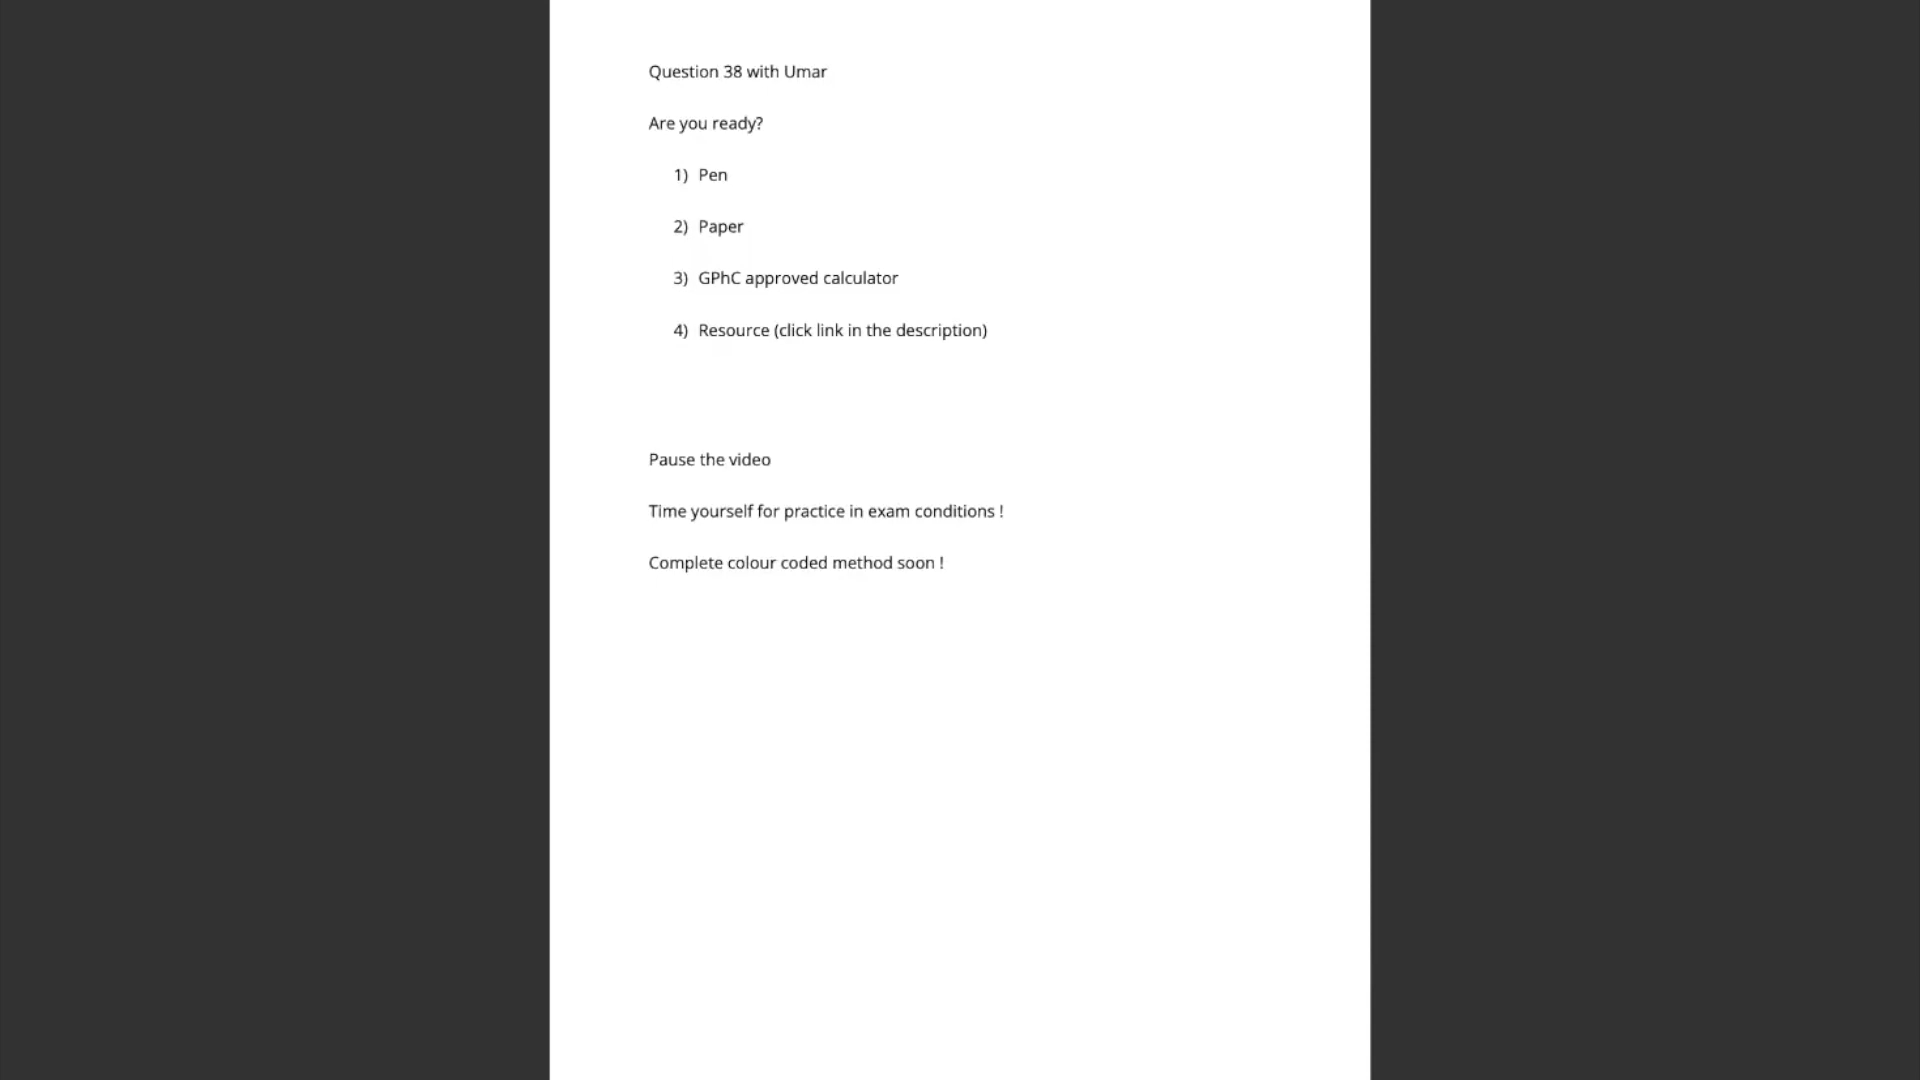 Question 38 with Umar
Are you ready?
1) Pen
2) Paper
3) GPhC approved calculator
4) Resource (click link in the description)
Pause the video
Time yourself for practice in exam conditions !
Complete colour coded method soon !